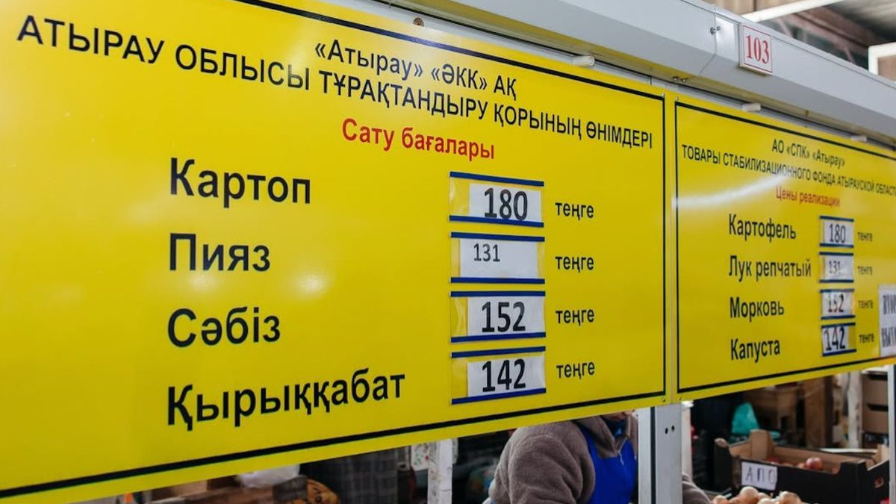 «Атырау» «ӘКК» АҚ
АТЫРАУ ОБЛЫСЫ ТҰРАҚТАНДЫРУ ҚОРЫНЫҢ ӨНІМДЕРІ
Сату бағалары
Картоп 180 теңге
Пияз 131 теңге
Сәбіз 152 теңге
Қырыққабат 142 теңге
103
АО «СПК» «Атырау»
ТОВАРЫ СТАБИЛИЗАЦИОННОГО ФОНДА АТЫРАУСКОЙ ОБЛАСТ
Цены реализации
Картофель 180 тенге
Лук репчатый 131 тенге
Морковь 152 тенге
Капуста 142 тенге